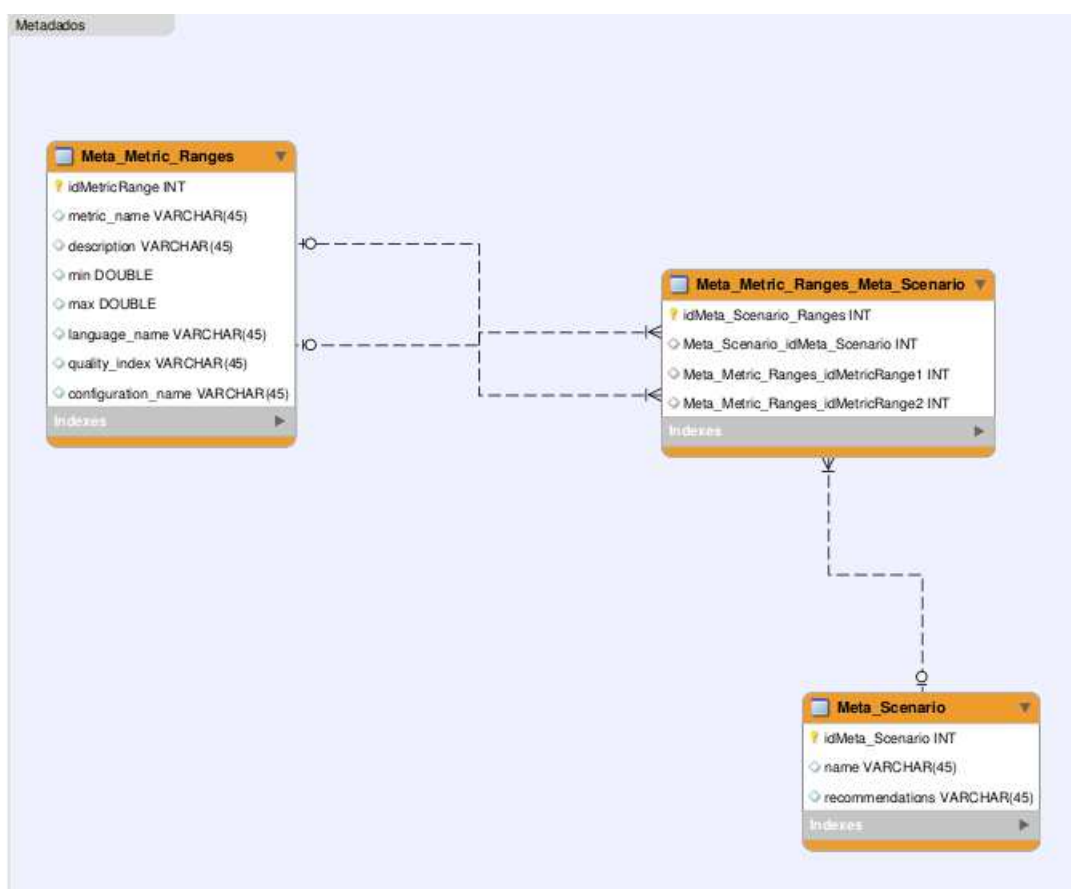 Metadados
Meta_Metric_Ranges
idMetricRange INT
metric_name VARCHAR(45)
description VARCHAR(45)
min DOUBLE
max DOUBLE
language_name VARCHAR(45)
quality_index VARCHAR(45)
configuration_name VARCHAR(45)
Indexes
Meta_Metric_Ranges_Meta_Scenario
idMeta_Scenario_Ranges INT
Meta_Scenario_idMeta_Scenario INT
Meta_Metric_Ranges_idMetricRange1 INT
Meta_Metric_Ranges_idMetricRange2 INT
Indexes
Meta_Scenario
idMeta_Scenario INT
name VARCHAR(45)
recommendations VARCHAR(45)
Indexes